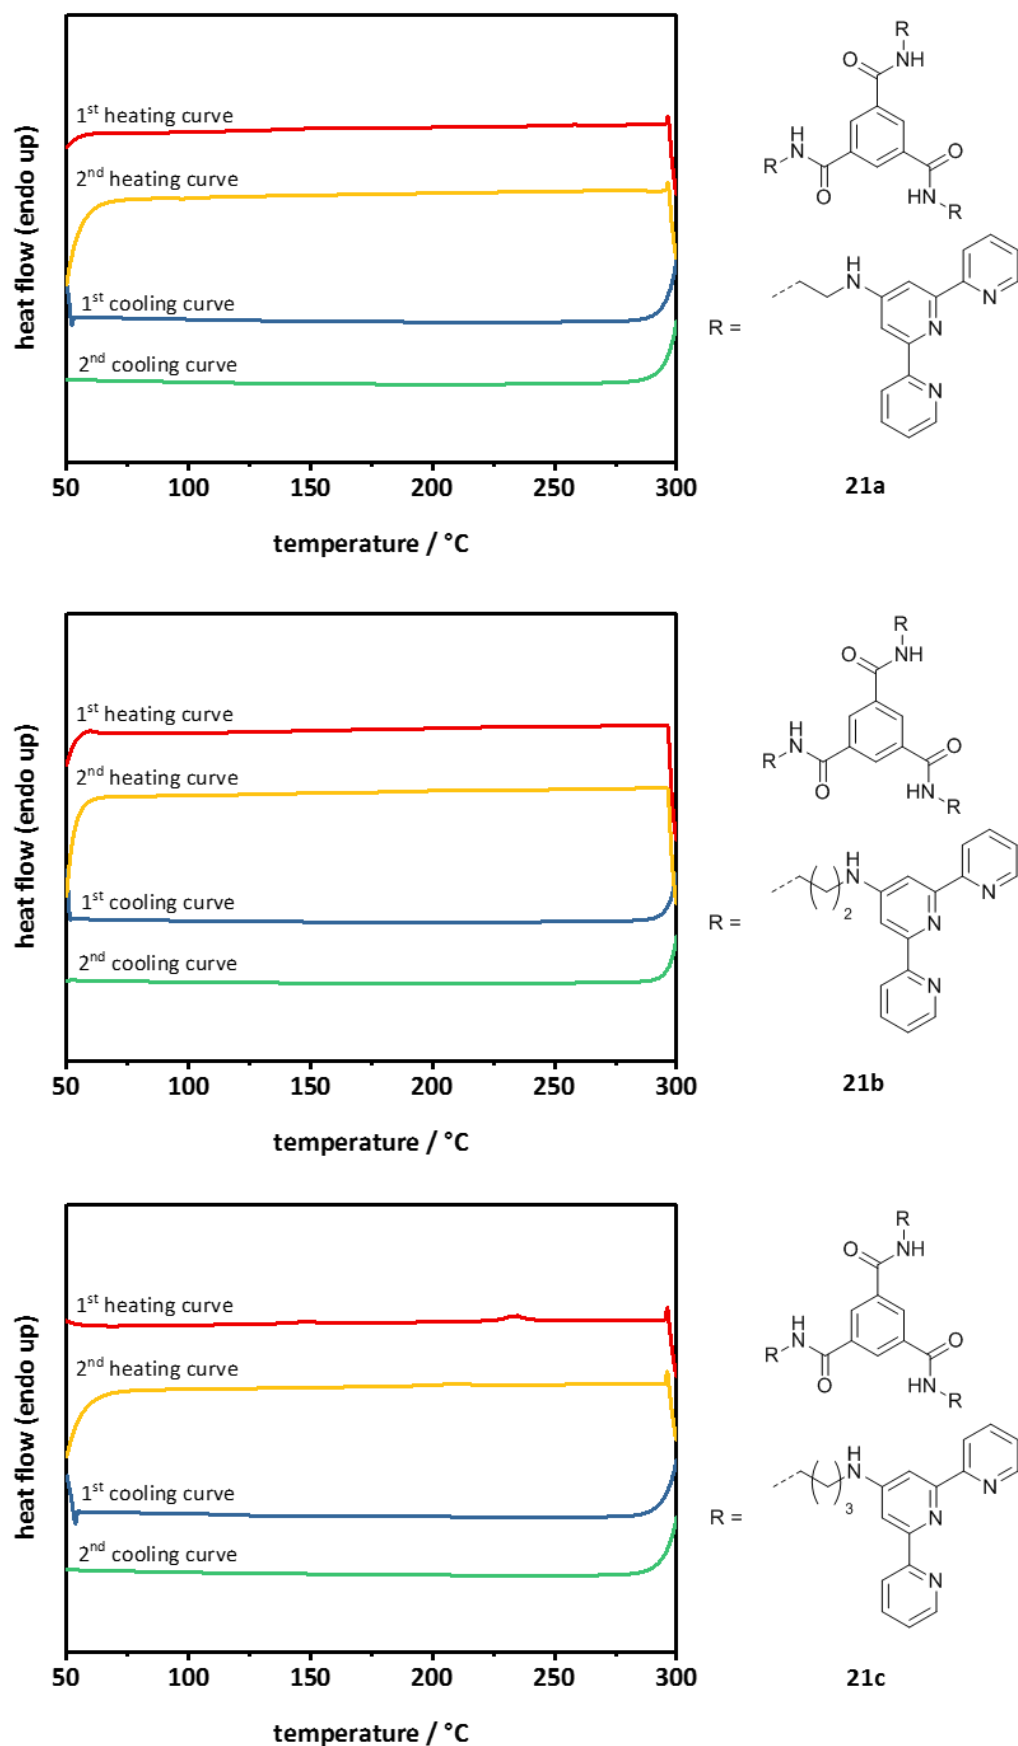 heat flow (endo up)
1st heating curve
2nd heating curve
1st cooling curve
2nd cooling curve
50 100 150 200 250 300
temperature / °C
R
O NH
H
N O
R
O HN
R
H
N
R = N
N
N
21a
heat flow (endo up)
1st heating curve
2nd heating curve
1st cooling curve
2nd cooling curve
50 100 150 200 250 300
temperature / °C
R
O NH
H
N O
R
O HN
R
H
N
( )2 N
R = N
N
21b
heat flow (endo up)
1st heating curve
2nd heating curve
1st cooling curve
2nd cooling curve
50 100 150 200 250 300
temperature / °C
R
O NH
H
N O
R
O HN
R
H
N
( )3 N
R = N
N
21c